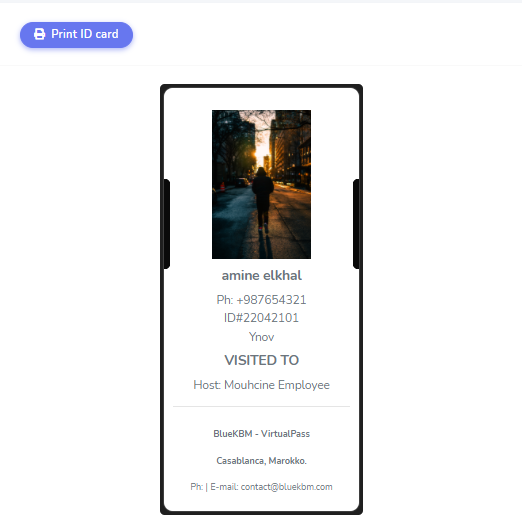 Print ID card
amine elkhal
Ph: +987654321
ID#22042101
Ynov
VISITED TO
Host: Mouhcine Employee
BlueKBM - VirtualPass
Casablanca, Marokko.
Ph: | E-mail: contact@bluekbm.com